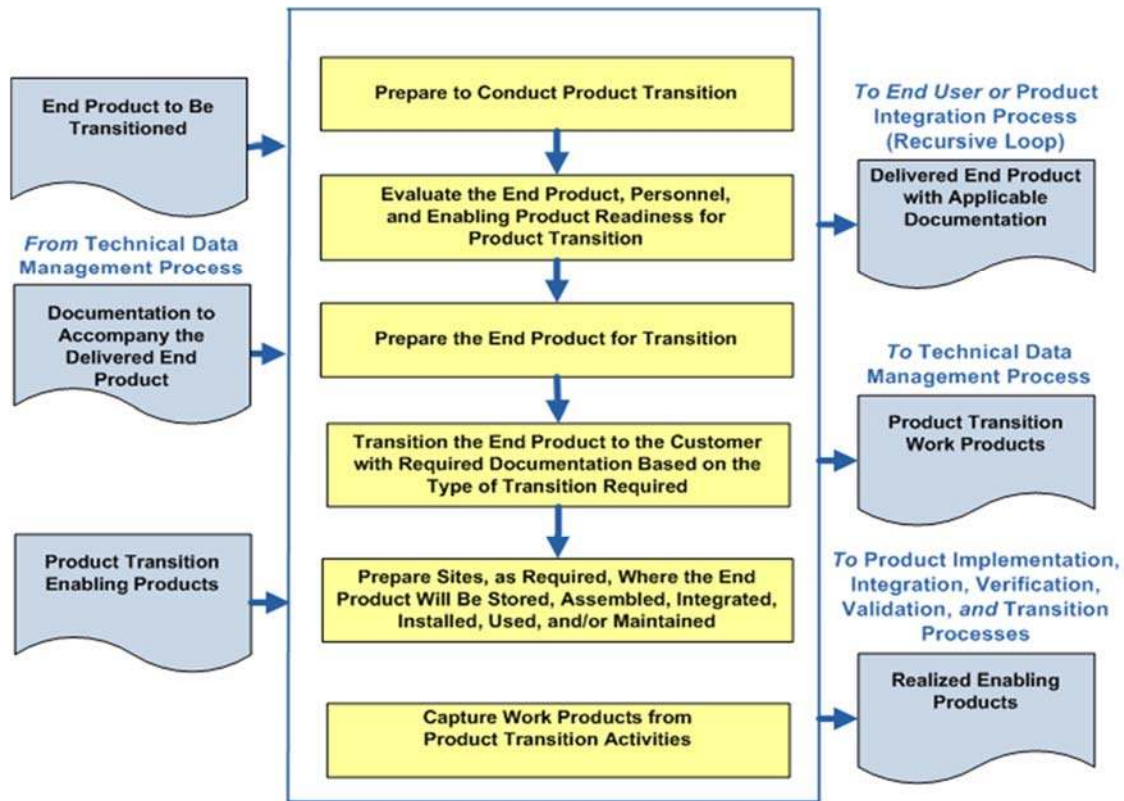 End Product to Be
Transitioned
From Technical Data
Management Process
Documentation to
Accompany the
Delivered End
Product
Product Transition
Enabling Products
Prepare to Conduct Product Transition
Evaluate the End Product, Personnel,
and Enabling Product Readiness for
Product Transition
Prepare the End Product for Transition
Transition the End Product to the Customer
with Required Documentation Based on the
Type of Transition Required
Prepare Sites, as Required, Where the End
Product Will Be Stored, Assembled, Integrated,
Installed, Used, and/or Maintained
Capture Work Products from
Product Transition Activities
To End User or Product
Integration Process
(Recursive Loop)
Delivered End Product
with Applicable
Documentation
To Technical Data
Management Process
Product Transition
Work Products
To Product Implementation,
Integration, Verification,
Validation, and Transition
Processes
Realized Enabling
Products